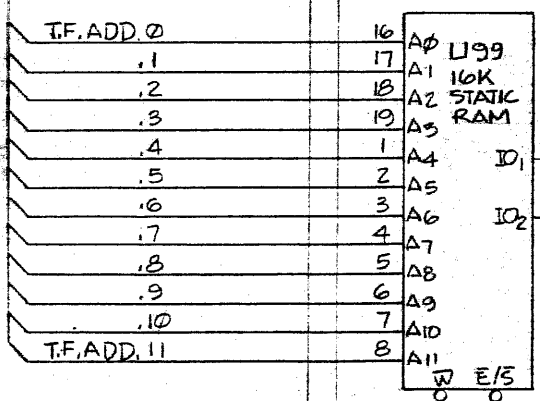 T.F. ADD. Ø 16 AØ U99
.1 17 A1 16K
.2 18 A2 STATIC
.3 19 A3 RAM
.4 1 A4 IO1
.5 2 A5
.6 3 A6 IO2
.7 4 A7
.8 5 A8
.9 6 A9
.1Ø 7 A10
T.F. ADD. 11 8 A11
W̅ E̅/S̅